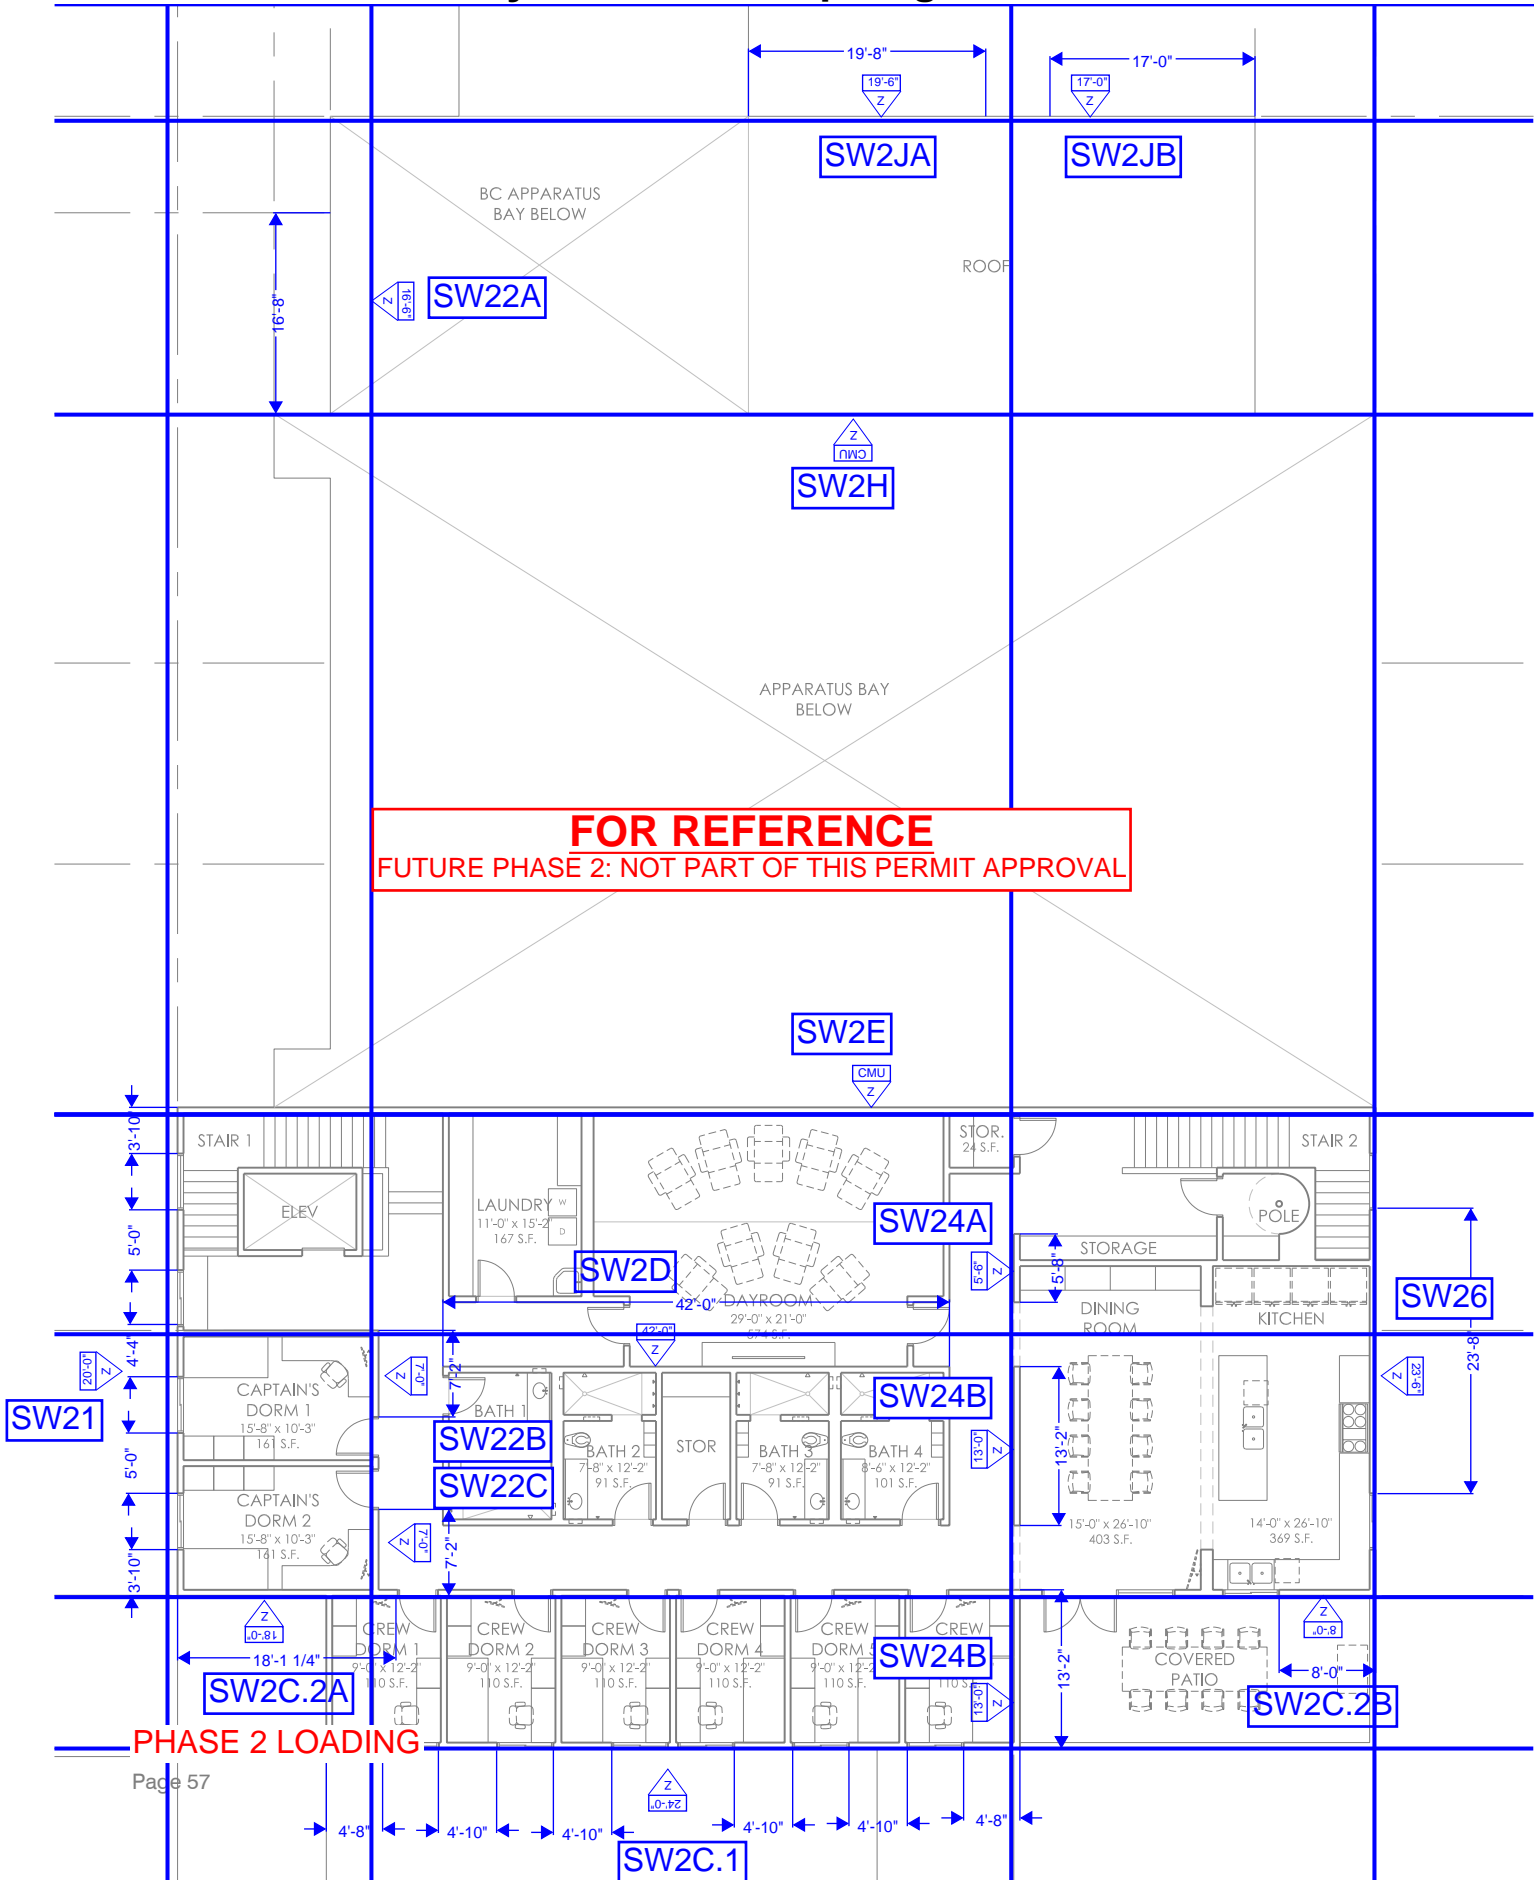 19'-8"
17'-0"
19'-6"
Z
17'-0"
Z
SW2JA
SW2JB
BC APPARATUS
BAY BELOW
ROOF
16'-8"
Z
16'-6"
SW22A
Z
CMU
SW2H
APPARATUS BAY
BELOW
FOR REFERENCE
FUTURE PHASE 2: NOT PART OF THIS PERMIT APPROVAL
SW2E
CMU
Z
3'-10"
STAIR 1
STOR.
24 S.F.
STAIR 2
ELEV
LAUNDRY
11'-0" x 15'-2"
167 S.F.
W
D
SW24A
POLE
5'-0"
STORAGE
SW2D
5'-6"
Z
5'-8"
42'-0"
DAYROOM
29'-0" x 21'-0"
574 S.F.
DINING
ROOM
KITCHEN
SW26
42'-0"
Z
4'-4"
20'-0"
Z
Z
7'-0"
7'-2"
23'-8"
Z
23'-6"
CAPTAIN'S
DORM 1
15'-8" x 10'-3"
161 S.F.
SW21
BATH 1
SW24B
SW22B
BATH 2
7'-8" x 12'-2"
91 S.F.
STOR
BATH 3
7'-8" x 12'-2"
91 S.F.
BATH 4
8'-6" x 12'-2"
101 S.F.
13'-0"
Z
13'-2"
5'-0"
SW22C
CAPTAIN'S
DORM 2
15'-8" x 10'-3"
161 S.F.
Z
7'-0"
7'-2"
15'-0" x 26'-10"
403 S.F.
14'-0" x 26'-10"
369 S.F.
3'-10"
Z
18'-0"
Z
8'-0"
CREW
DORM 1
9'-0" x 12'-2"
110 S.F.
CREW
DORM 2
9'-0" x 12'-2"
110 S.F.
CREW
DORM 3
9'-0" x 12'-2"
110 S.F.
CREW
DORM 4
9'-0" x 12'-2"
110 S.F.
CREW
DORM 5
9'-0" x 12'-2"
110 S.F.
CREW
SW24B
110 S.F.
13'-0"
Z
13'-2"
COVERED
PATIO
18'-1 1/4"
8'-0"
SW2C.2A
SW2C.2B
PHASE 2 LOADING
Page 57
Z
24'-0"
4'-8"
4'-10"
4'-10"
4'-10"
4'-10"
4'-8"
SW2C.1